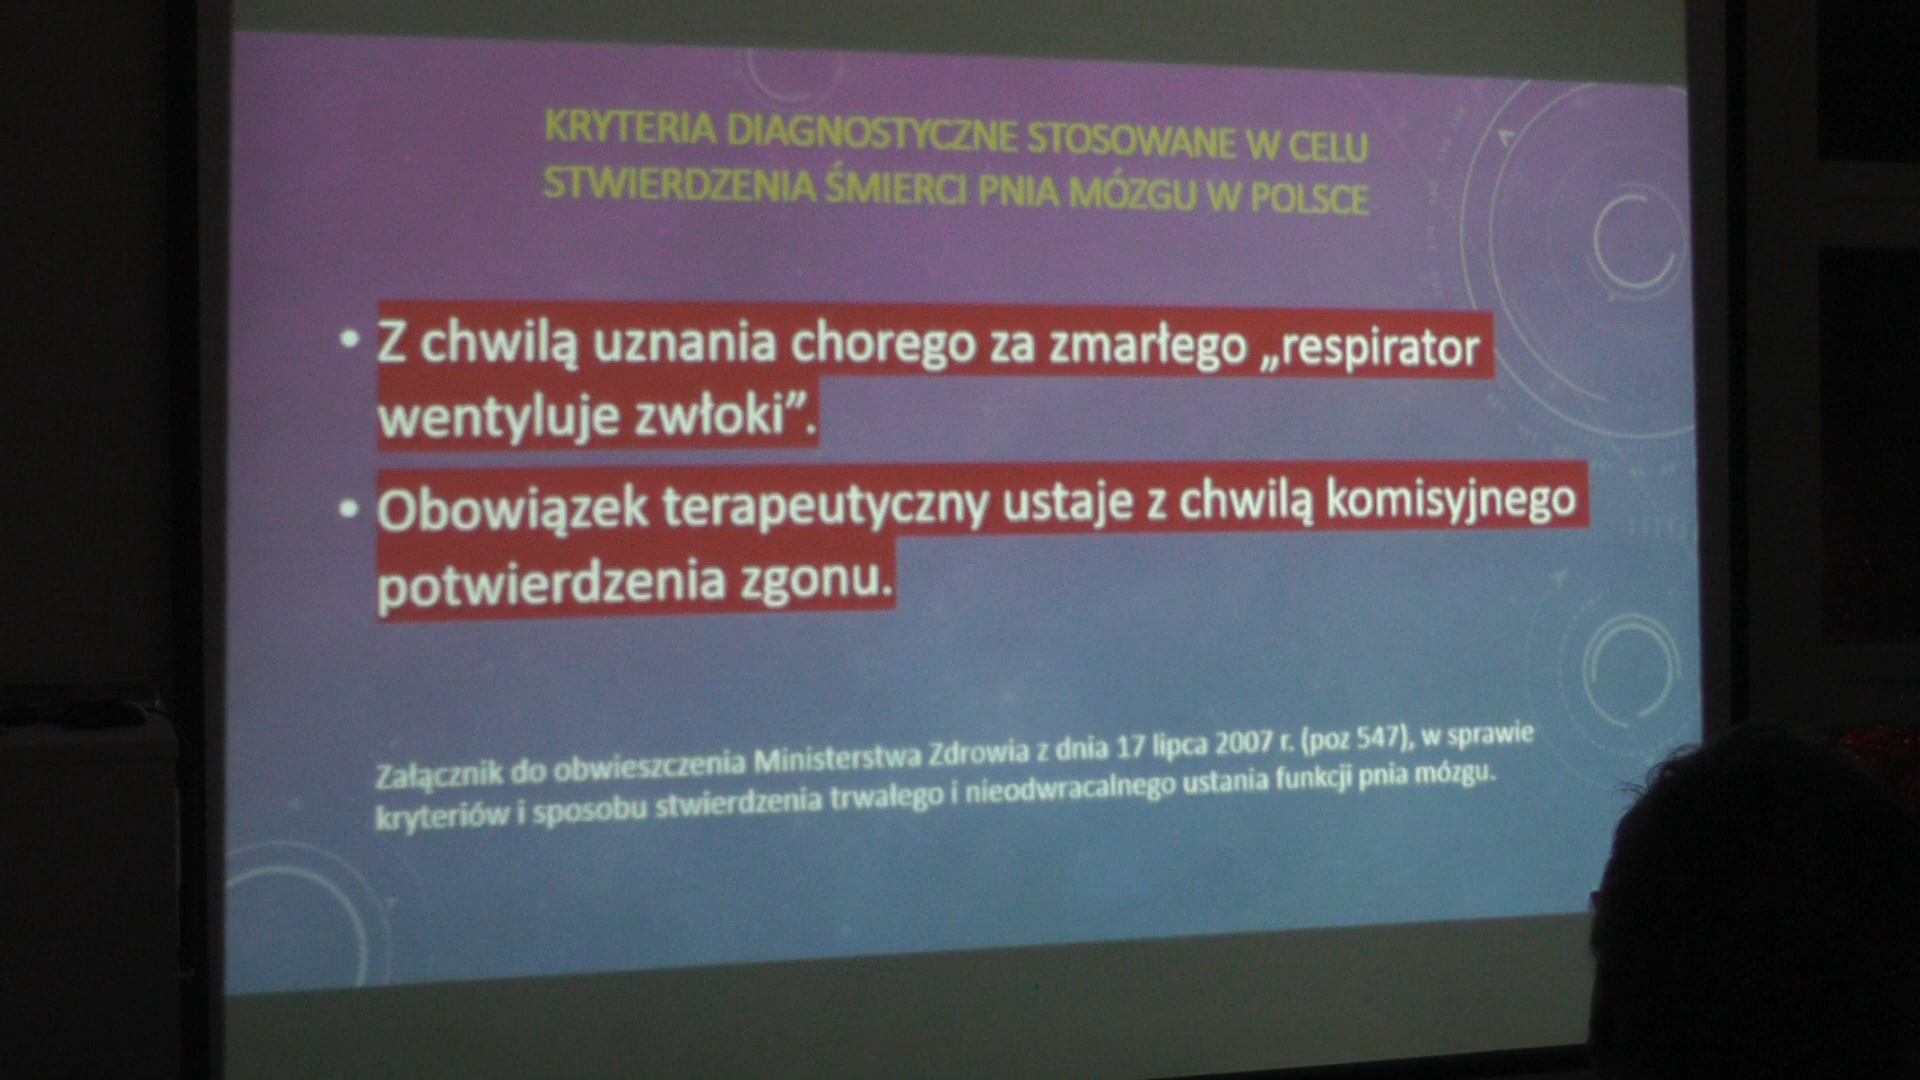 KRYTERIA DIAGNOSTYCZNE STOSOWANE W CELU
STWIERDZENIA ŚMIERCI PNIA MÓZGU W POLSCE
• Z chwilą uznania chorego za zmarłego „respirator
wentyluje zwłoki”.
• Obowiązek terapeutyczny ustaje z chwilą komisyjnego
potwierdzenia zgonu.
Załącznik do obwieszczenia Ministerstwa Zdrowia z dnia 17 lipca 2007 r. (poz 547), w sprawie
kryteriów i sposobu stwierdzenia trwałego i nieodwracalnego ustania funkcji pnia mózgu.